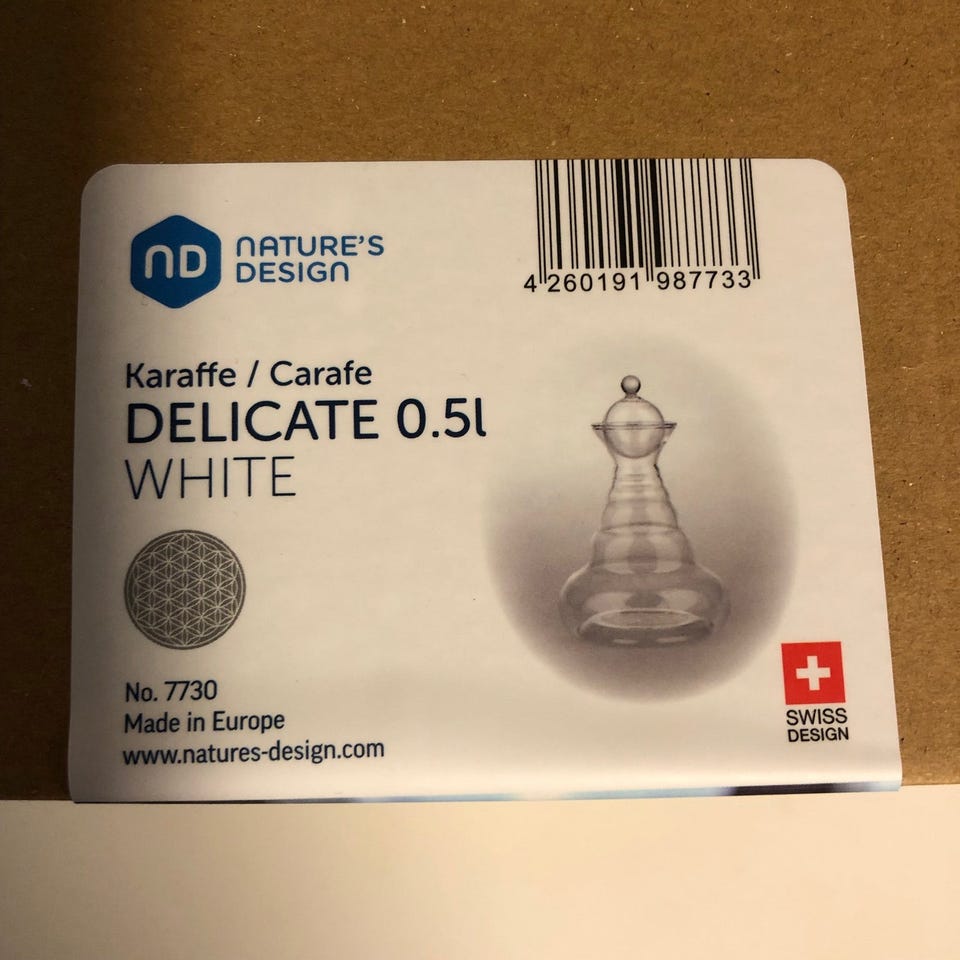 ND
NATURE'S
DESIGN
4 260191 987733
Karaffe / Carafe
DELICATE 0.5l
WHITE
No. 7730
Made in Europe
www.natures-design.com
SWISS
DESIGN